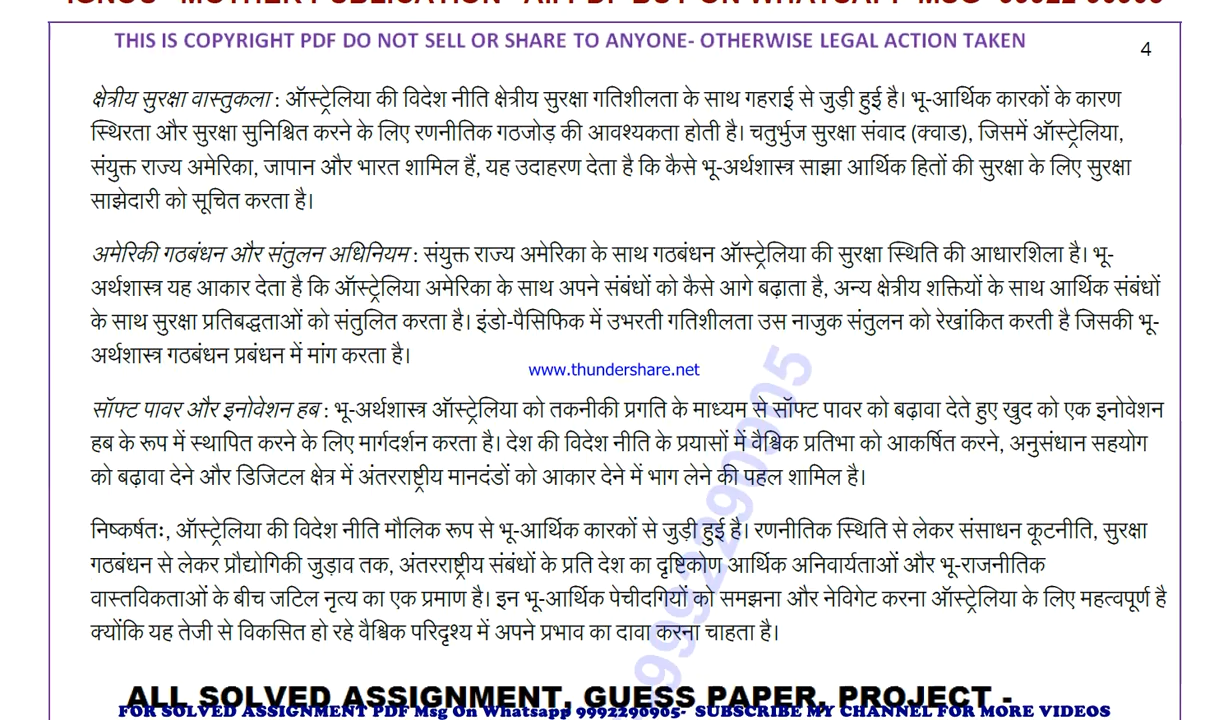 THIS IS COPYRIGHT PDF DO NOT SELL OR SHARE TO ANYONE- OTHERWISE LEGAL ACTION TAKEN
4
क्षेत्रीय सुरक्षा वास्तुकला : ऑस्ट्रेलिया की विदेश नीति क्षेत्रीय सुरक्षा गतिशीलता के साथ गहराई से जुड़ी हुई है। भू-आर्थिक कारकों के कारण
स्थिरता और सुरक्षा सुनिश्चित करने के लिए रणनीतिक गठजोड़ की आवश्यकता होती है। चतुर्भुज सुरक्षा संवाद (क्वाड), जिसमें ऑस्ट्रेलिया,
संयुक्त राज्य अमेरिका, जापान और भारत शामिल हैं, यह उदाहरण देता है कि कैसे भू-अर्थशास्त्र साझा आर्थिक हितों की सुरक्षा के लिए सुरक्षा
साझेदारी को सूचित करता है।
अमेरिकी गठबंधन और संतुलन अधिनियम : संयुक्त राज्य अमेरिका के साथ गठबंधन ऑस्ट्रेलिया की सुरक्षा स्थिति की आधारशिला है। भू-
अर्थशास्त्र यह आकार देता है कि ऑस्ट्रेलिया अमेरिका के साथ अपने संबंधों को कैसे आगे बढ़ाता है, अन्य क्षेत्रीय शक्तियों के साथ आर्थिक संबंधों
के साथ सुरक्षा प्रतिबद्धताओं को संतुलित करता है। इंडो-पैसिफिक में उभरती गतिशीलता उस नाजुक संतुलन को रेखांकित करती है जिसकी भू-
अर्थशास्त्र गठबंधन प्रबंधन में मांग करता है।
www.thundershare.net
सॉफ्ट पावर और इनोवेशन हब : भू-अर्थशास्त्र ऑस्ट्रेलिया को तकनीकी प्रगति के माध्यम से सॉफ्ट पावर को बढ़ावा देते हुए खुद को एक इनोवेशन
हब के रूप में स्थापित करने के लिए मार्गदर्शन करता है। देश की विदेश नीति के प्रयासों में वैश्विक प्रतिभा को आकर्षित करने, अनुसंधान सहयोग
को बढ़ावा देने और डिजिटल क्षेत्र में अंतरराष्ट्रीय मानदंडों को आकार देने में भाग लेने की पहल शामिल है।
निष्कर्षतः, ऑस्ट्रेलिया की विदेश नीति मौलिक रूप से भू-आर्थिक कारकों से जुड़ी हुई है। रणनीतिक स्थिति से लेकर संसाधन कूटनीति, सुरक्षा
गठबंधन से लेकर प्रौद्योगिकी जुड़ाव तक, अंतरराष्ट्रीय संबंधों के प्रति देश का दृष्टिकोण आर्थिक अनिवार्यताओं और भू-राजनीतिक
वास्तविकताओं के बीच जटिल नृत्य का एक प्रमाण है। इन भू-आर्थिक पेचीदगियों को समझना और नेविगेट करना ऑस्ट्रेलिया के लिए महत्वपूर्ण है
क्योंकि यह तेजी से विकसित हो रहे वैश्विक परिदृश्य में अपने प्रभाव का दावा करना चाहता है।
ALL SOLVED ASSIGNMENT, GUESS PAPER, PROJECT -
FOR SOLVED ASSIGNMENT PDF Msg On Whatsapp 9992290905- SUBSCRIBE MY CHANNEL FOR MORE VIDEOS